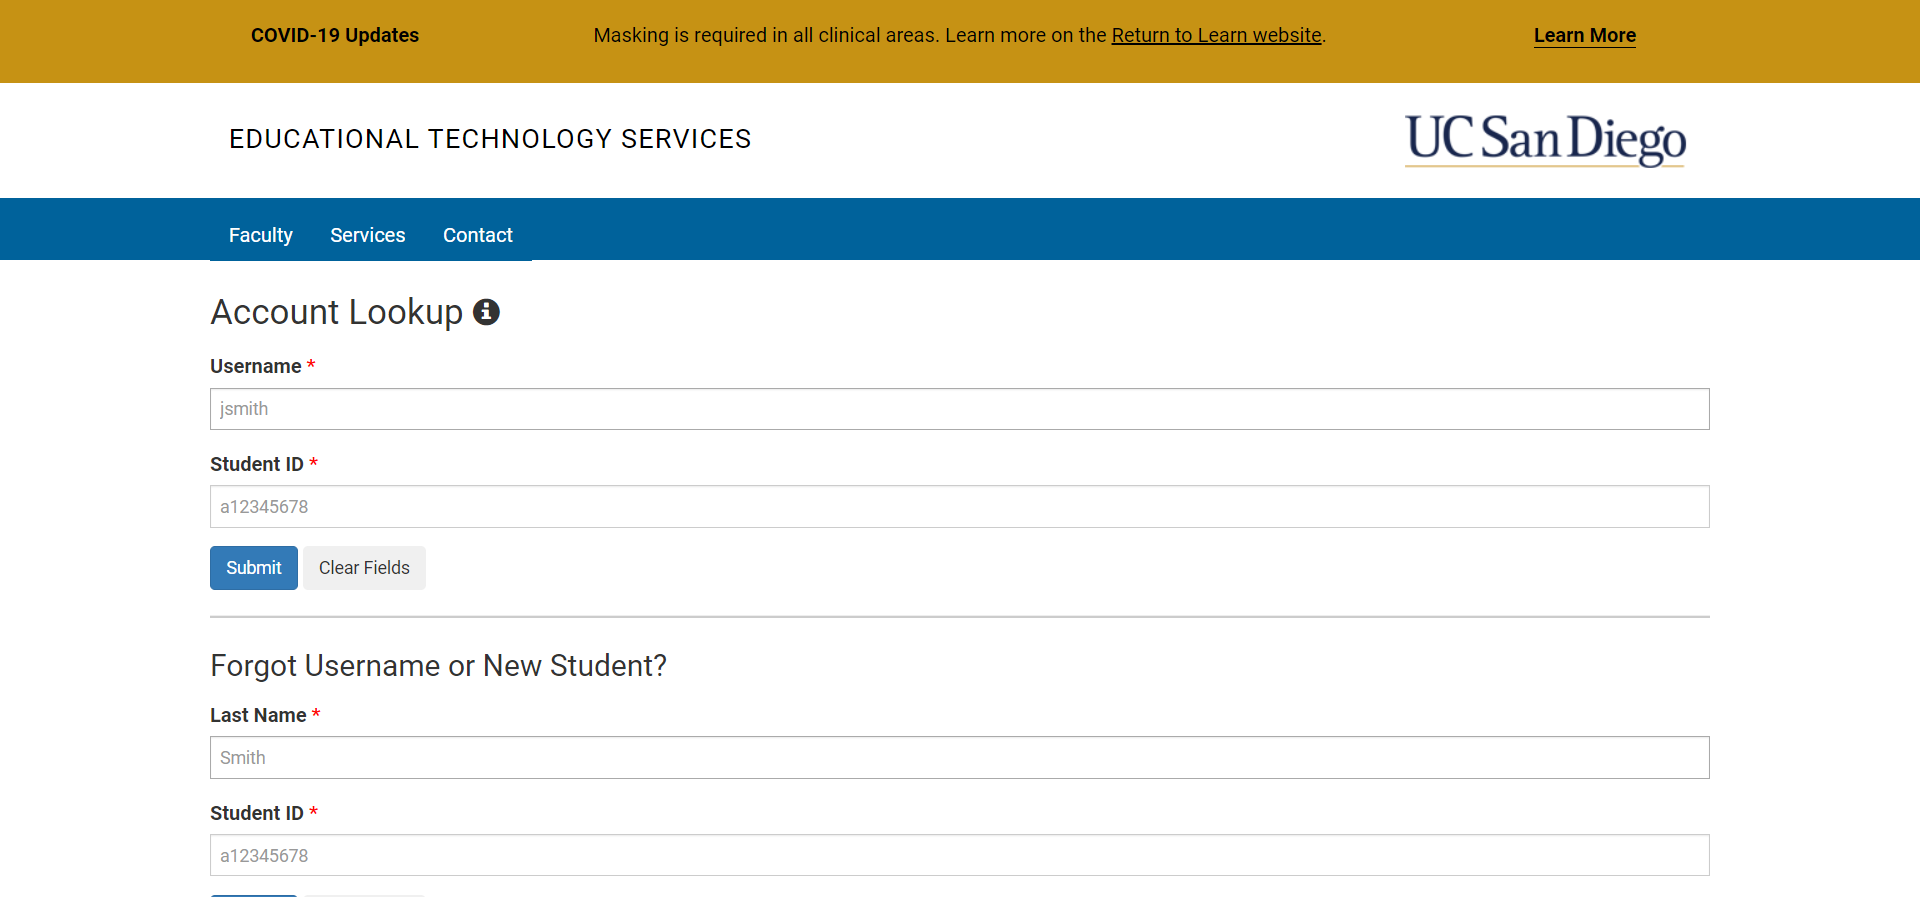 COVID-19 Updates
Masking is required in all clinical areas. Learn more on the Return to Learn website.
Learn More
EDUCATIONAL TECHNOLOGY SERVICES
UC San Diego
Faculty Services Contact
Account Lookup
Username *
jsmith
Student ID *
a12345678
Submit Clear Fields
Forgot Username or New Student?
Last Name *
Smith
Student ID *
a12345678